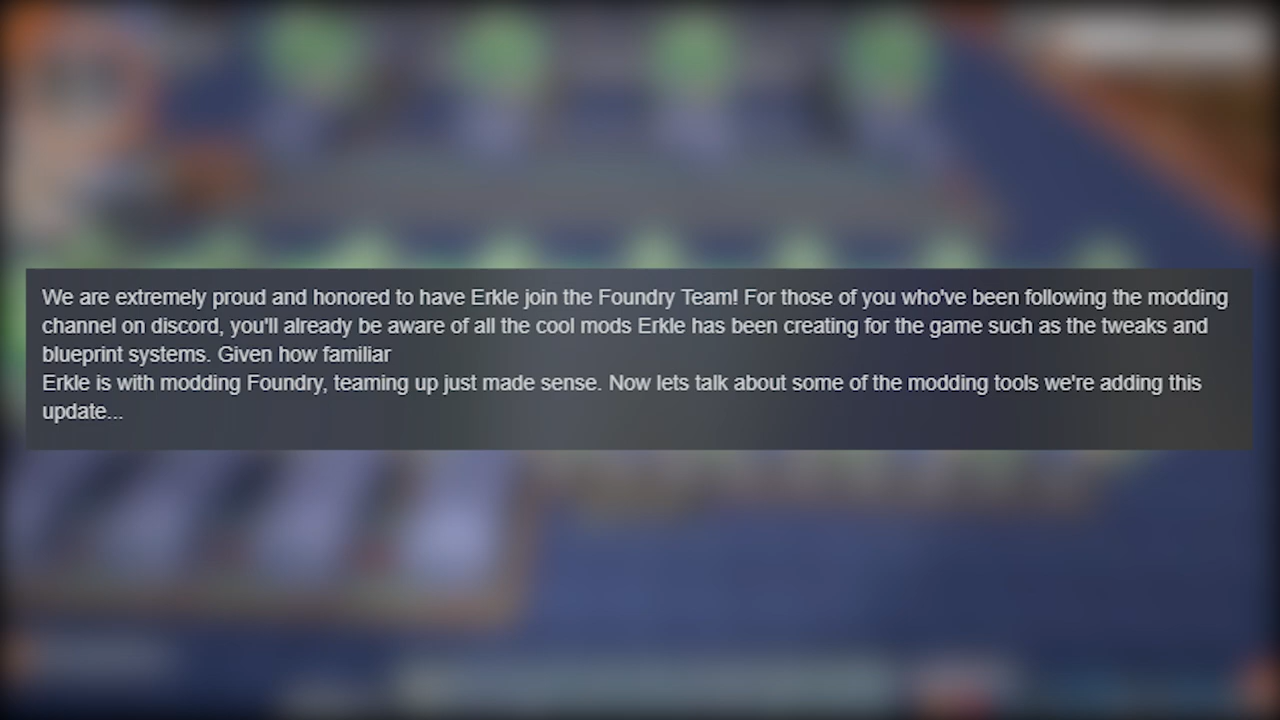 We are extremely proud and honored to have Erkle join the Foundry Team! For those of you who've been following the modding
channel on discord, you'll already be aware of all the cool mods Erkle has been creating for the game such as the tweaks and
blueprint systems. Given how familiar
Erkle is with modding Foundry, teaming up just made sense. Now lets talk about some of the modding tools we're adding this
update...